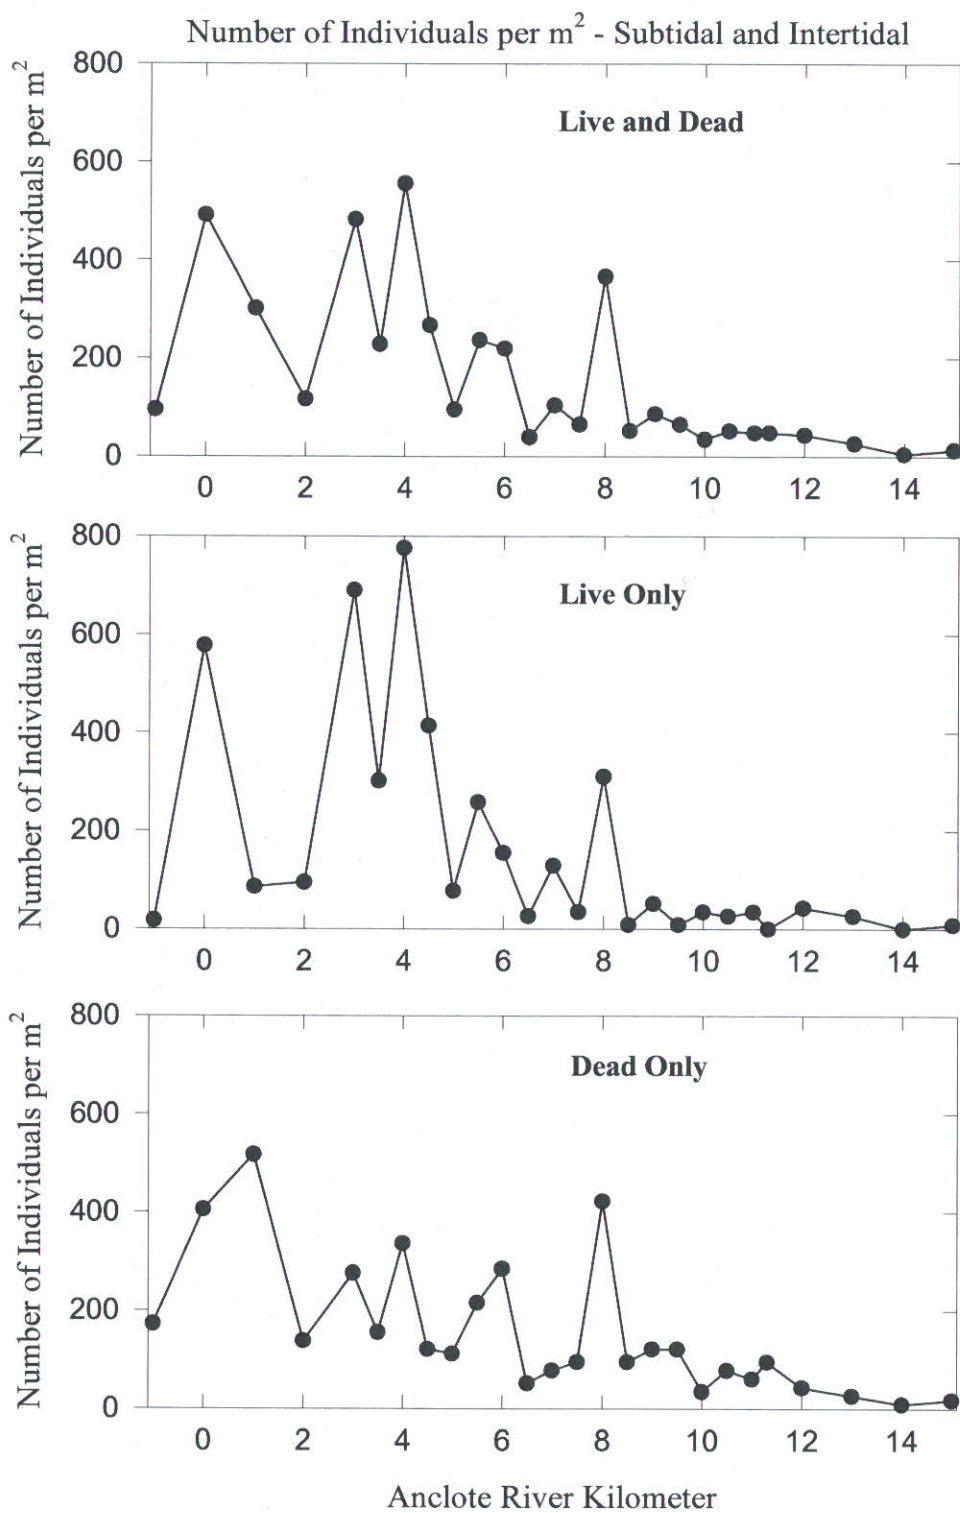 Number of Individuals per m² - Subtidal and Intertidal
Number of Individuals per m²
Live and Dead
800
600
400
200
0
0 2 4 6 8 10 12 14
Number of Individuals per m²
Live Only
800
600
400
200
0
0 2 4 6 8 10 12 14
Number of Individuals per m²
Dead Only
800
600
400
200
0
0 2 4 6 8 10 12 14
Anclote River Kilometer